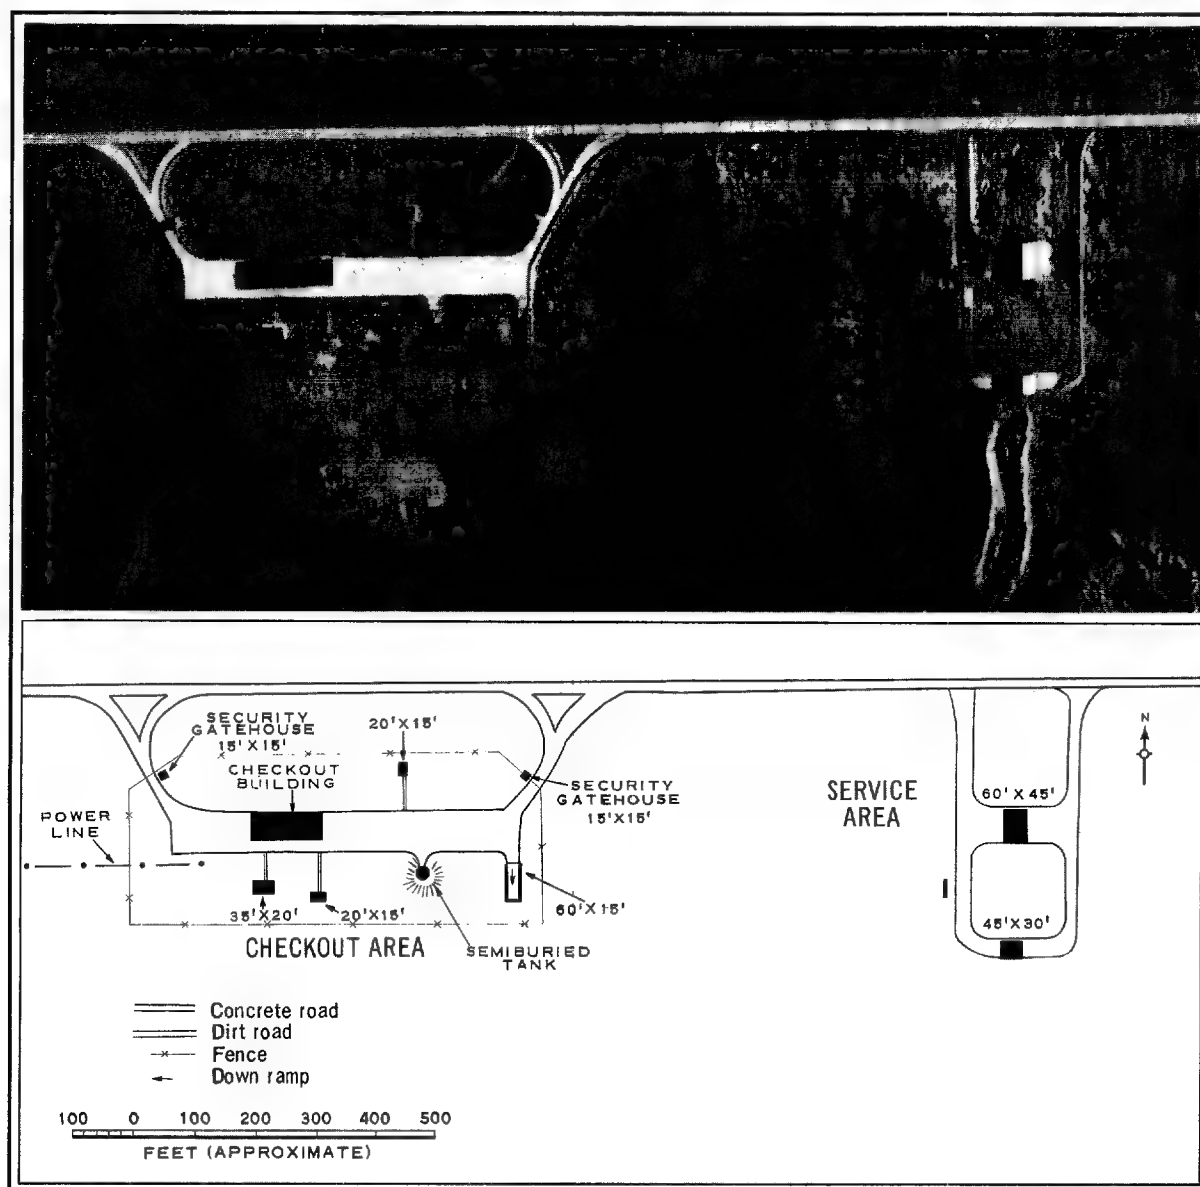 SECURITY
GATEHOUSE
15'X15'
20'X15'
CHECKOUT
BUILDING
SECURITY
GATEHOUSE
15'X15'
POWER
LINE
35'X20'
20'X15'
60'X15'
SEMIBURIED
TANK
CHECKOUT AREA
N
SERVICE
AREA
60'X45'
45'X30'
Concrete road
Dirt road
Fence
Down ramp
100 0 100 200 300 400 500
FEET (APPROXIMATE)